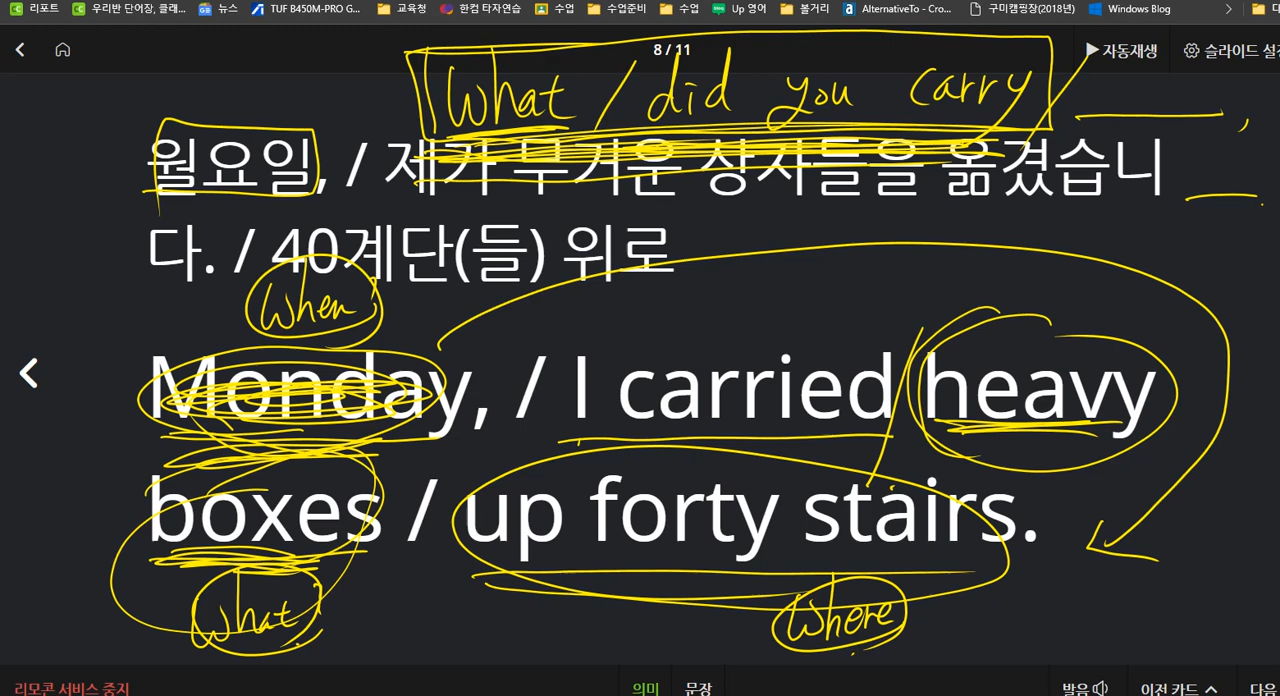 리포트 우리반 단어장, 클래... 뉴스 TUF B450M-PRO G... 교육청 한컴 타자연습 수업 수업준비 수업 Up 영어 볼거리 AlternativeTo - Cro... 구미캠핑장(2018년) Windows Blog
8 / 11 자동재생 슬라이드 설정
What / did you carry
월요일, / 제가 무거운 상자들을 옮겼습니
다. / 40계단(들) 위로
When
Monday, / I carried heavy
boxes / up forty stairs.
What Where
리모콘 서비스 중지 의미 문장 발음 이전 카드 다음